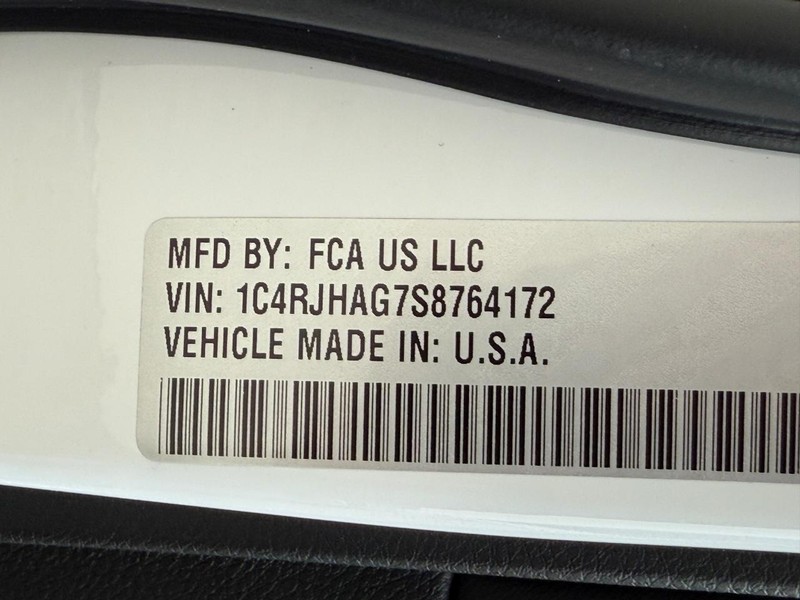 MFD BY: FCA US LLC
VIN: 1C4RJHAG7S8764172
VEHICLE MADE IN: U.S.A.